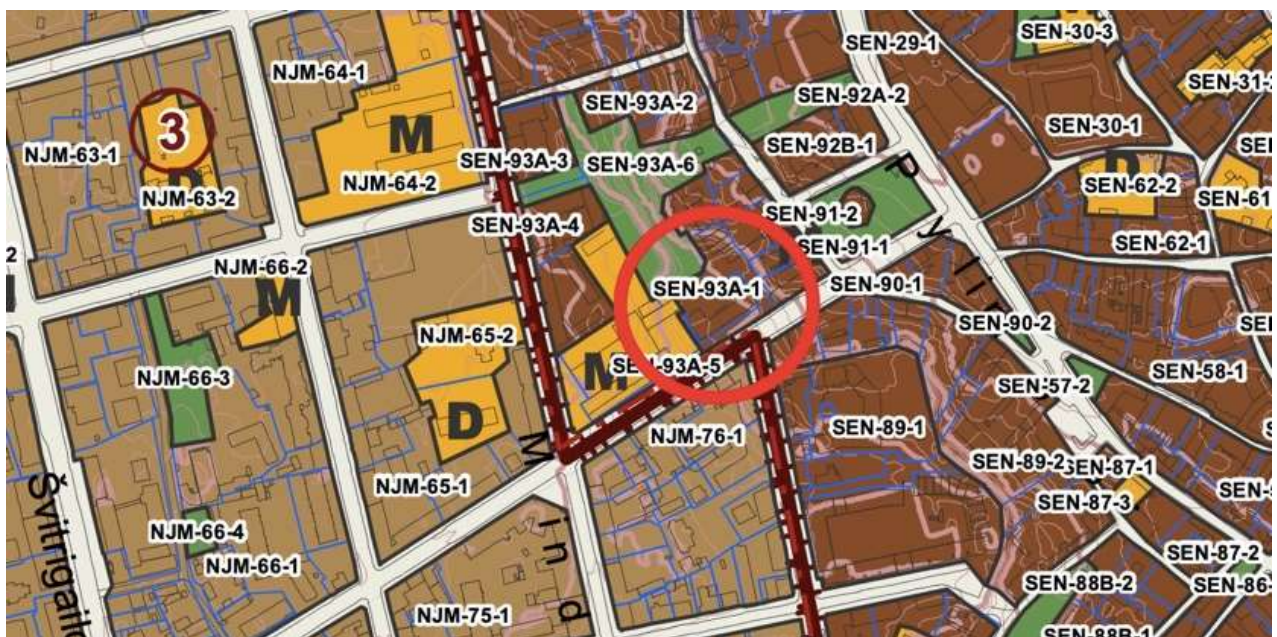 SEN-30-3
SEN-29-1
NJM-64-1
SEN-31-
SEN-93A-2
SEN-92A-2
M
3
SEN-30-1
NJM-63-1
SEN-92B-1
SEN-93A-3
SEN-93A-6
D
NJM-64-2
SEN-62-2
NJM-63-2
SEN-61
SEN-91-2
SEN-93A-4
SEN-91-1
SEN-62-1
NJM-66-2
SEN-93A-1
SEN-90-1
M
SEN-90-2
NJM-65-2
SEN-93A-5
M
NJM-66-3
SEN-58-1
SEN-57-2
D
SEN-89-1
NJM-76-1
SEN-89-2
SEN-87-1
NJM-65-1
SEN-87-3
NJM-66-4
SEN-87-2
NJM-66-1
SEN-88B-2
SEN-86-
NJM-75-1
SEN-88B-1
Švitrigail
M i n d
P y l i m